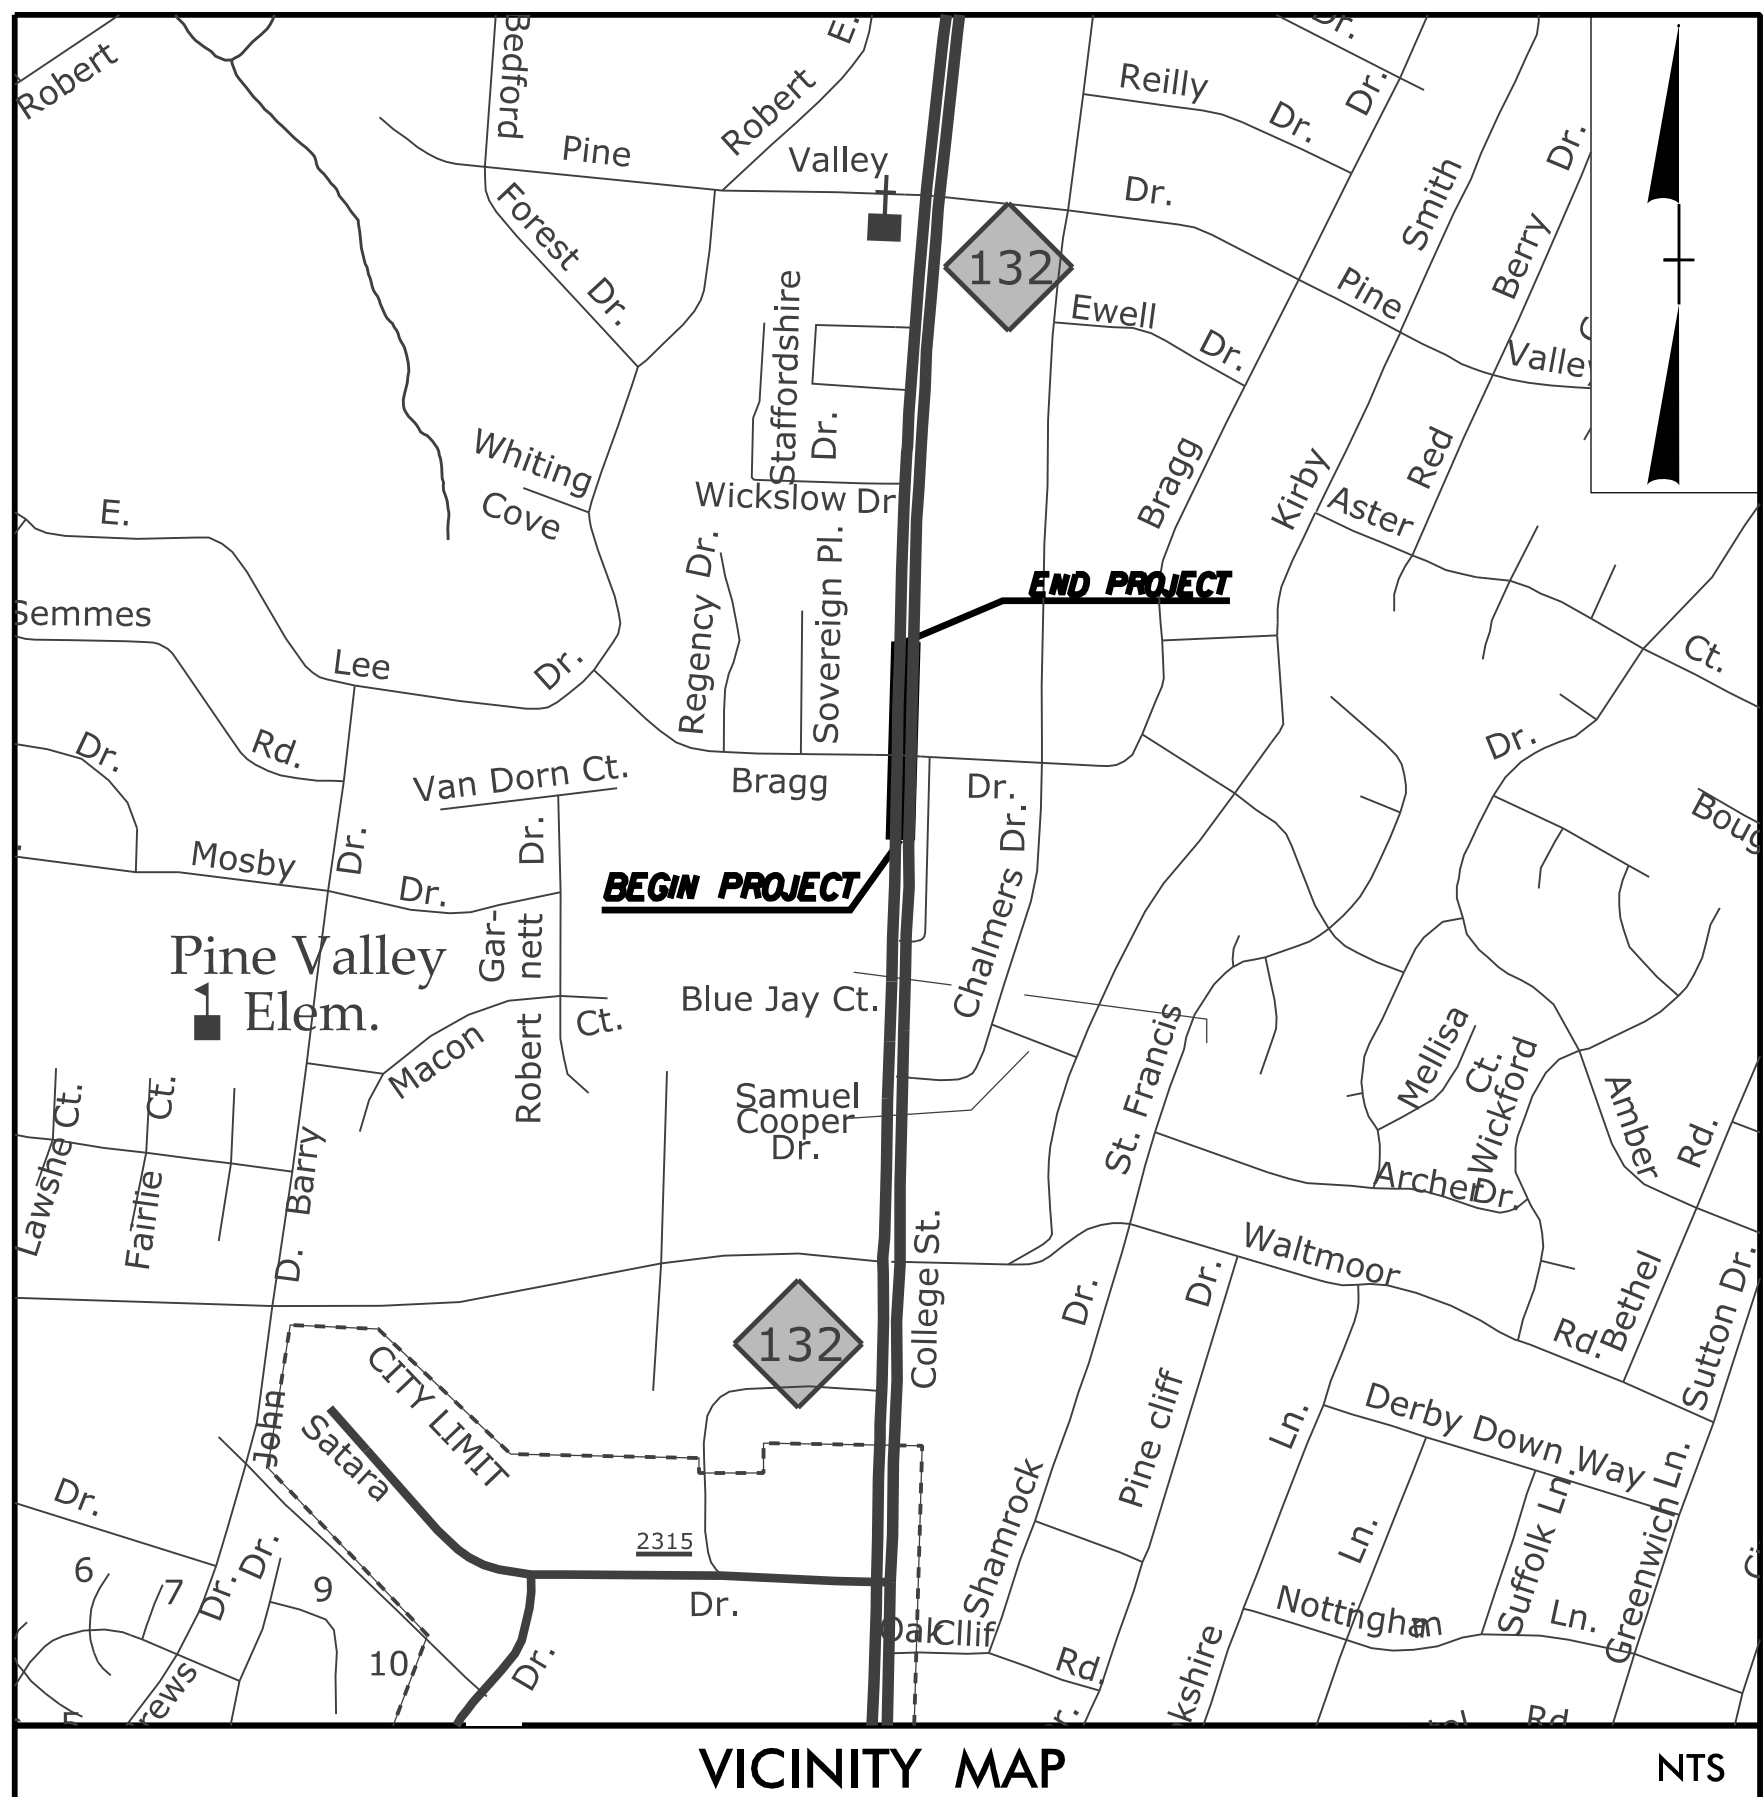 Robert
Bedford
E.
Robert
Dr.
Reilly
Dr.
Dr.
Pine
Valley
Dr.
Smith
Dr.
Berry
Forest
Dr.
132
Pine
Ewell
Dr.
Staffordshire
Dr.
Whiting
Cove
Wickslow Dr
Bragg
Kirby
Red
Aster
E.
Regency Dr.
Sovereign Pl.
END PROJECT
Semmes
Lee
Dr.
Ct.
Dr.
Rd.
Van Dorn Ct.
Bragg
Dr.
Dr.
Mosby
Dr.
Dr.
Dr.
BEGIN PROJECT
Chalmers Dr.
Pine Valley
Elem.
Gar-
nett
Blue Jay Ct.
Macon
Robert
Ct.
Samuel
Cooper
Dr.
St. Francis
Mellisa
Ct.
Wickford
Amber
Rd.
Lawshe Ct.
Fairlie
Ct.
Barry
D.
Archer
Dr.
College St.
Waltmoor
Dr.
Dr.
Rd.
Bethel
Sutton Dr.
132
CITY LIMIT
John
Satara
Pine cliff
Ln.
Derby Down Way
Dr.
2315
Dr.
Shamrock
Ln.
Suffolk Ln.
Greenwich Ln.
6
7
Dr.
Dr.
9
10
Dr.
Oak
Cllif
Rd.
Nottingham
Ln.
Rd
VICINITY MAP
NTS